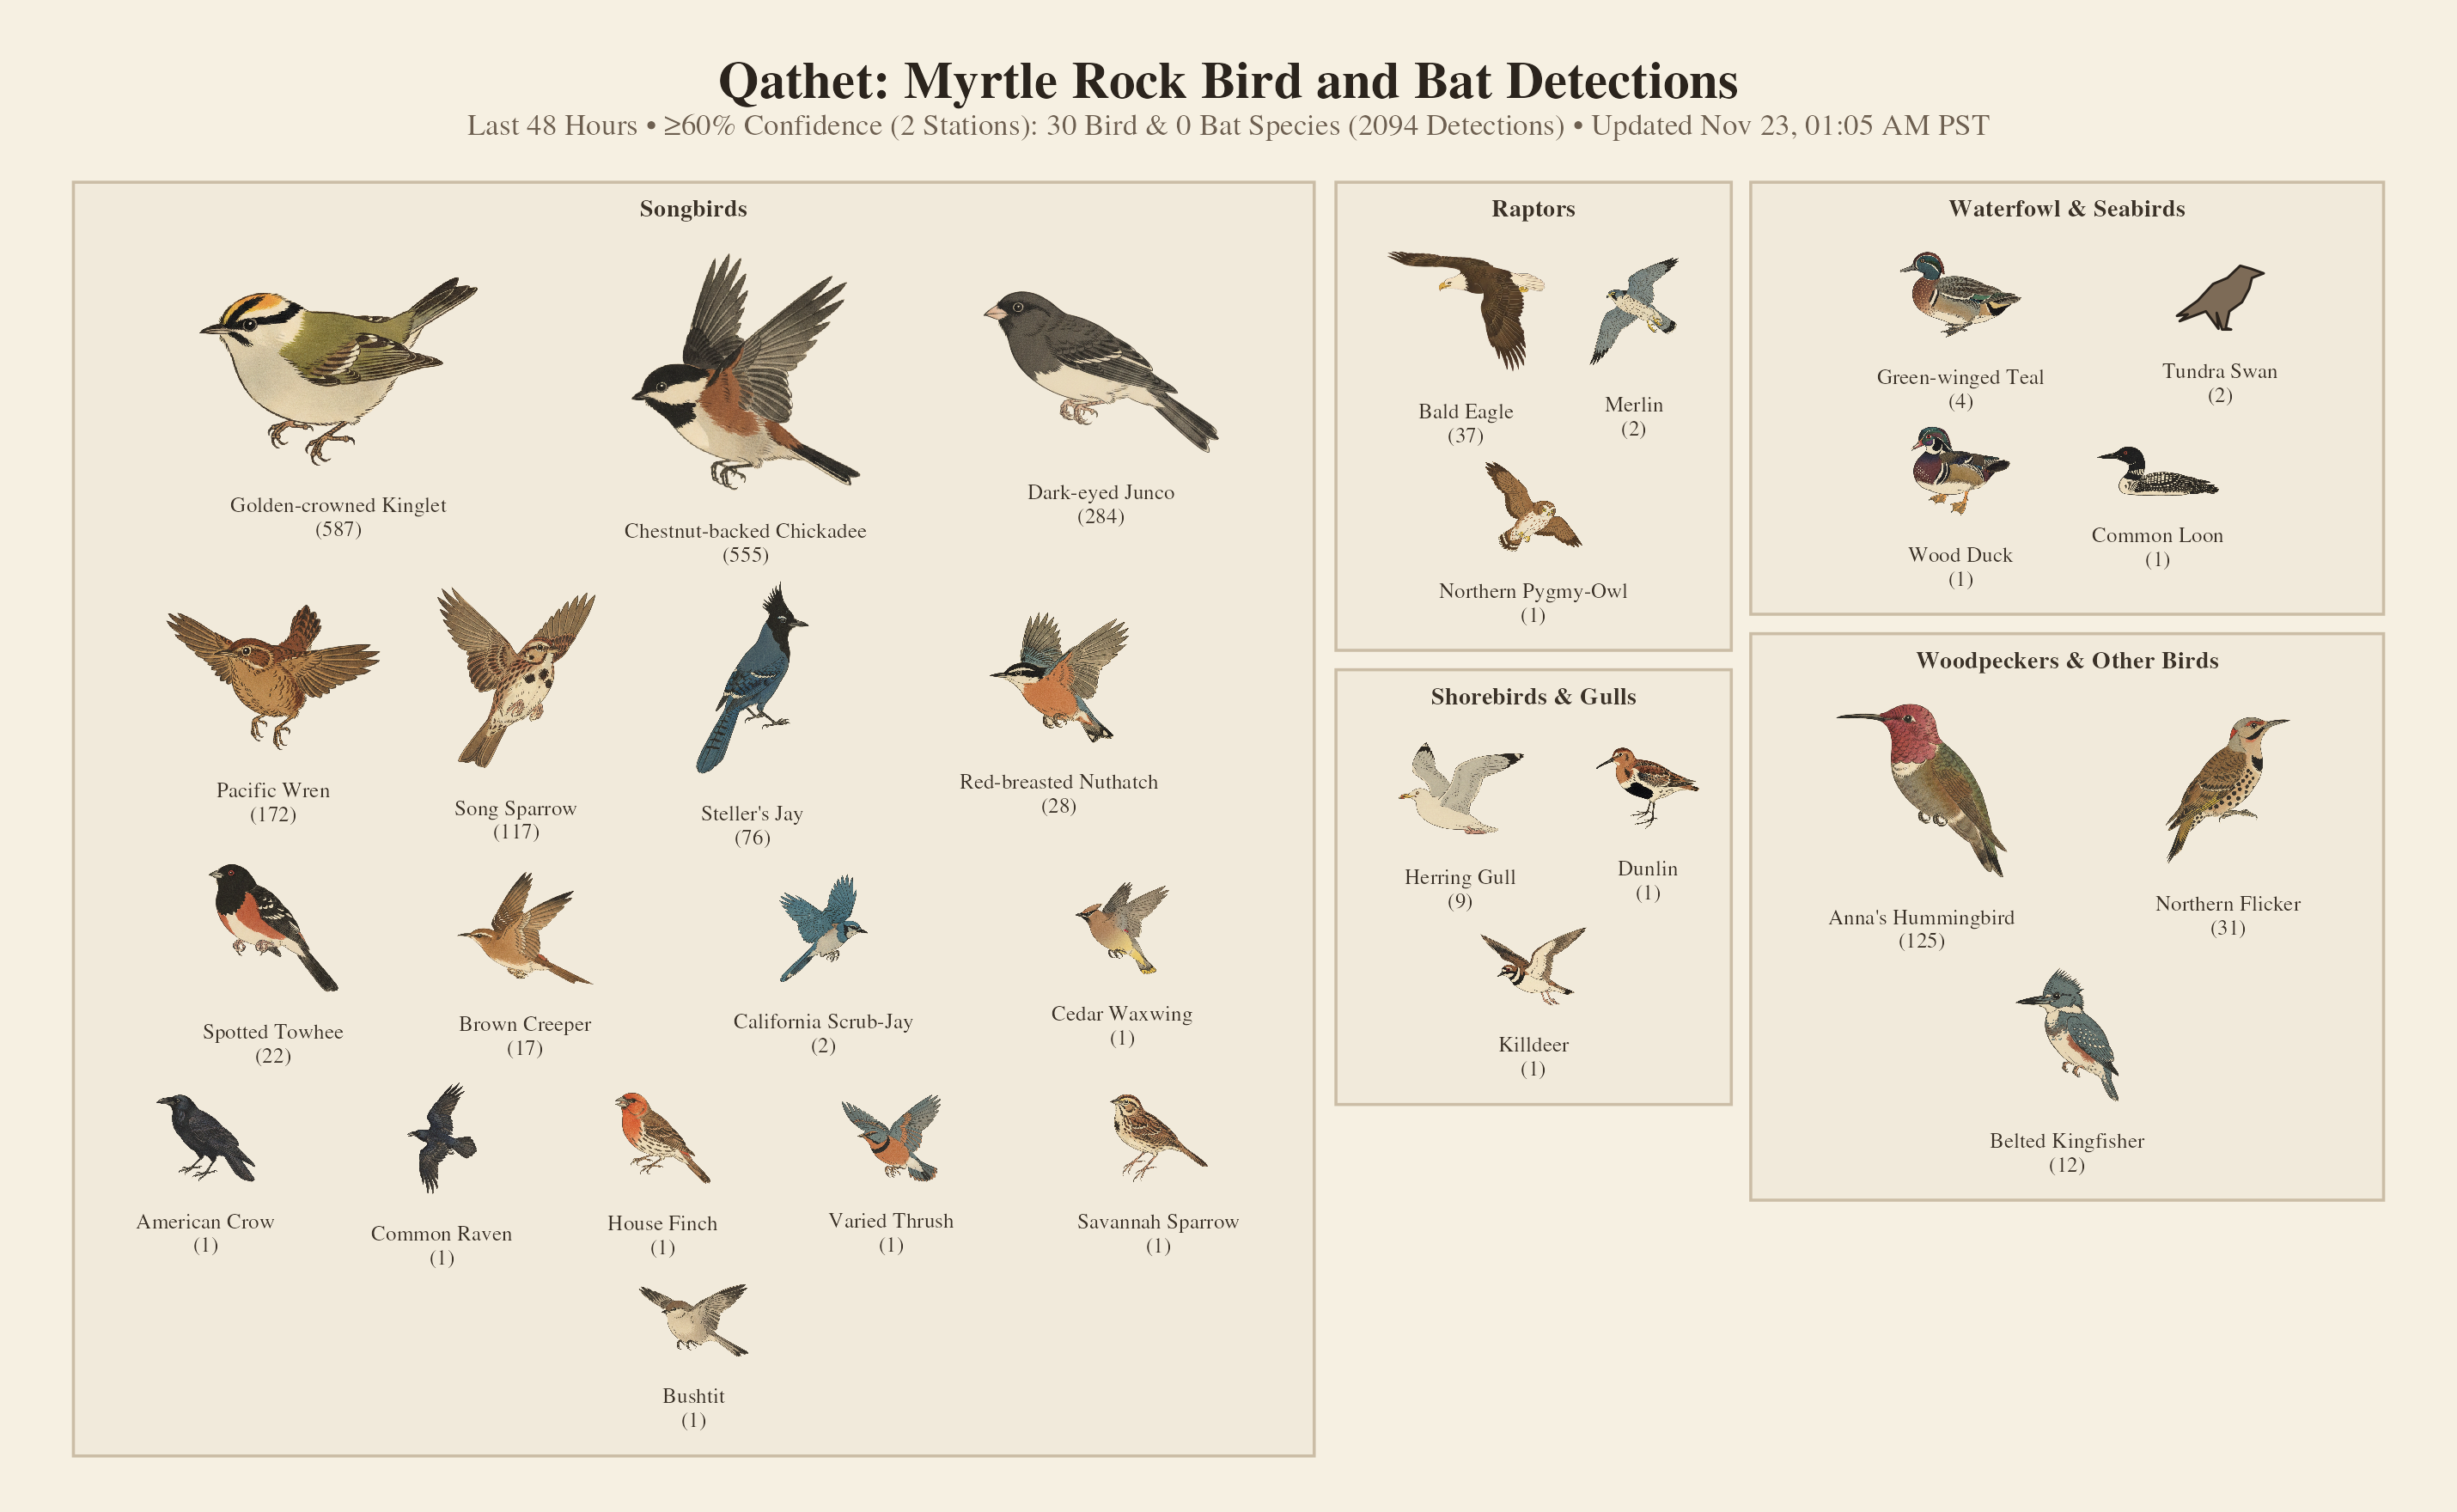 Qathet: Myrtle Rock Bird and Bat Detections
Last 48 Hours • ≥60% Confidence (2 Stations): 30 Bird & 0 Bat Species (2094 Detections) • Updated Nov 23, 01:05 AM PST
Songbirds
Golden-crowned Kinglet
(587)
Chestnut-backed Chickadee
(555)
Dark-eyed Junco
(284)
Pacific Wren
(172)
Song Sparrow
(117)
Steller's Jay
(76)
Red-breasted Nuthatch
(28)
Spotted Towhee
(22)
Brown Creeper
(17)
California Scrub-Jay
(2)
Cedar Waxwing
(1)
American Crow
(1)
Common Raven
(1)
House Finch
(1)
Varied Thrush
(1)
Savannah Sparrow
(1)
Bushtit
(1)
Raptors
Bald Eagle
(37)
Merlin
(2)
Northern Pygmy-Owl
(1)
Shorebirds & Gulls
Herring Gull
(9)
Dunlin
(1)
Killdeer
(1)
Waterfowl & Seabirds
Green-winged Teal
(4)
Tundra Swan
(2)
Wood Duck
(1)
Common Loon
(1)
Woodpeckers & Other Birds
Anna's Hummingbird
(125)
Northern Flicker
(31)
Belted Kingfisher
(12)